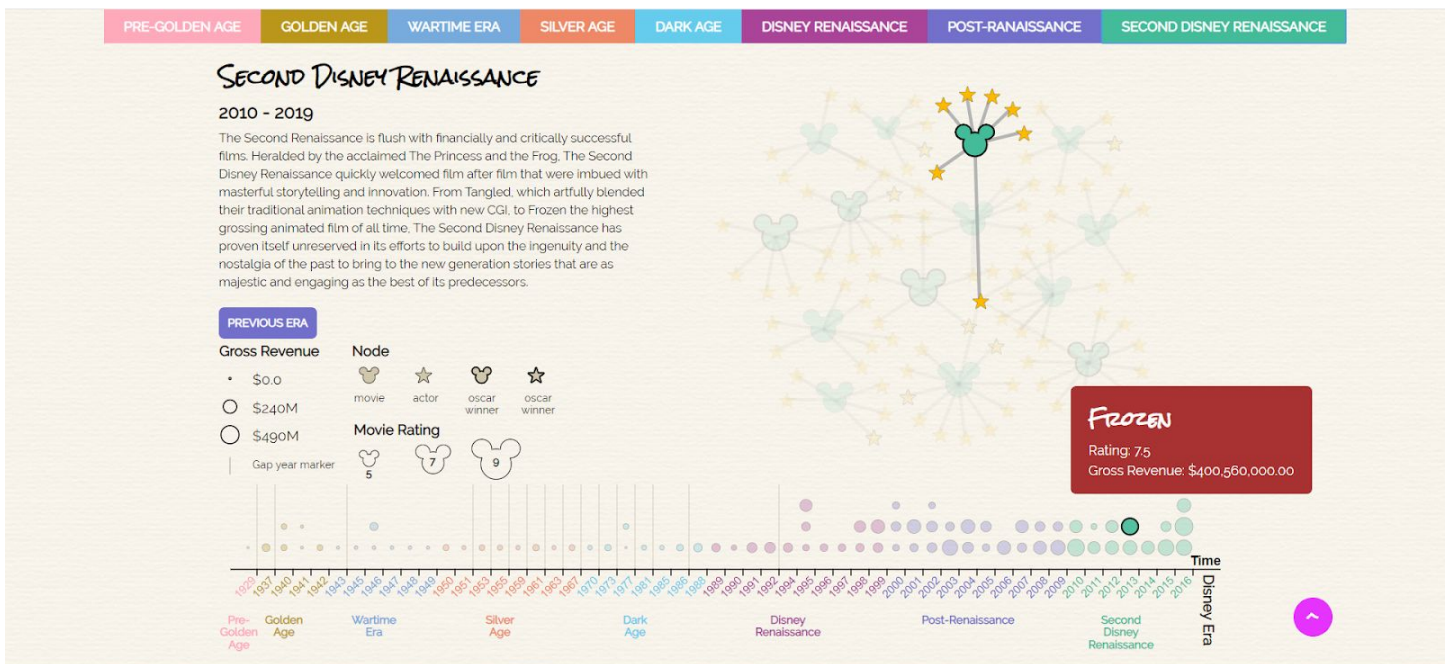 PRE-GOLDEN AGE GOLDEN AGE WARTIME ERA SILVER AGE DARK AGE DISNEY RENAISSANCE POST-RANAISSANCE SECOND DISNEY RENAISSANCE
Second Disney Renaissance
2010 - 2019
The Second Renaissance is flush with financially and critically successful
films. Heralded by the acclaimed The Princess and the Frog, The Second
Disney Renaissance quickly welcomed film after film that were imbued with
masterful storytelling and innovation. From Tangled, which artfully blended
their traditional animation techniques with new CGI, to Frozen the highest
grossing animated film of all time, The Second Disney Renaissance has
proven itself unreserved in its efforts to build upon the ingenuity and the
nostalgia of the past to bring to the new generation stories that are as
majestic and engaging as the best of its predecessors.
PREVIOUS ERA
Gross Revenue
$0.0
$240M
$490M
Gap year marker
Node
movie
actor
oscar
winner
oscar
winner
Movie Rating
5
7
9
Frozen
Rating: 7.5
Gross Revenue: $400,560,000.00
Time
1929 1937 1940 1941 1942 1943 1945 1946 1947 1948 1949 1950 1951 1953 1955 1959 1961 1963 1967 1970 1973 1977 1981 1985 1986 1988 1989 1990 1991 1992 1994 1995 1996 1997 1998 1999 2000 2001 2002 2003 2004 2005 2006 2007 2008 2009 2010 2011 2012 2013 2014 2015 2016
Disney Era
Pre-
Golden
Age
Golden
Age
Wartime
Era
Silver
Age
Dark
Age
Disney
Renaissance
Post-Renaissance
Second
Disney
Renaissance